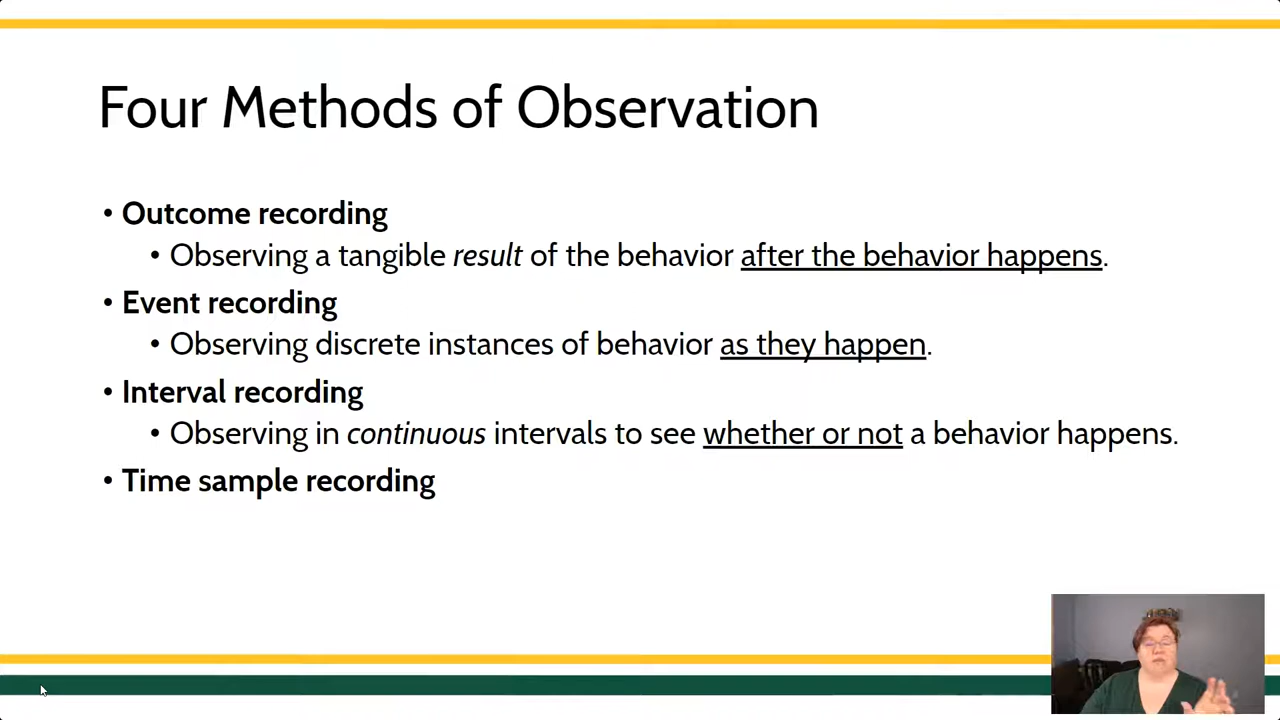 Four Methods of Observation
• Outcome recording
• Observing a tangible result of the behavior after the behavior happens.
• Event recording
• Observing discrete instances of behavior as they happen.
• Interval recording
• Observing in continuous intervals to see whether or not a behavior happens.
• Time sample recording